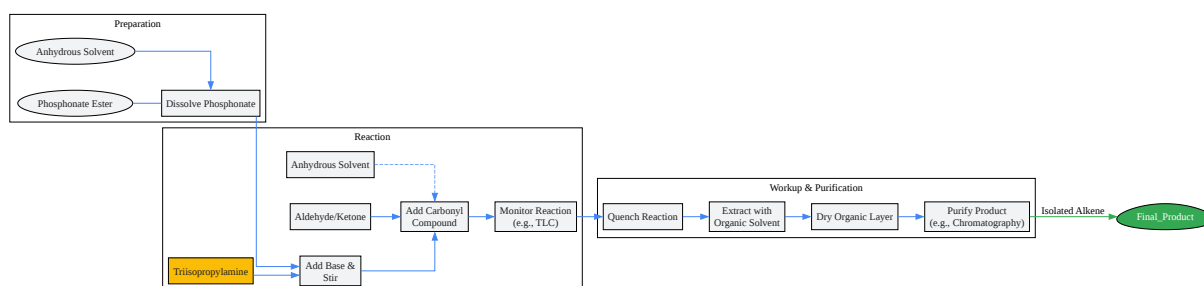 Preparation
Anhydrous Solvent
Phosphonate Ester
Dissolve Phosphonate
Reaction
Anhydrous Solvent
Aldehyde/Ketone
Add Carbonyl
Compound
Monitor Reaction
(e.g., TLC)
Triisopropylamine
Add Base &
Stir
Workup & Purification
Quench Reaction
Extract with
Organic Solvent
Dry Organic Layer
Purify Product
(e.g., Chromatography)
Isolated Alkene
Final_Product